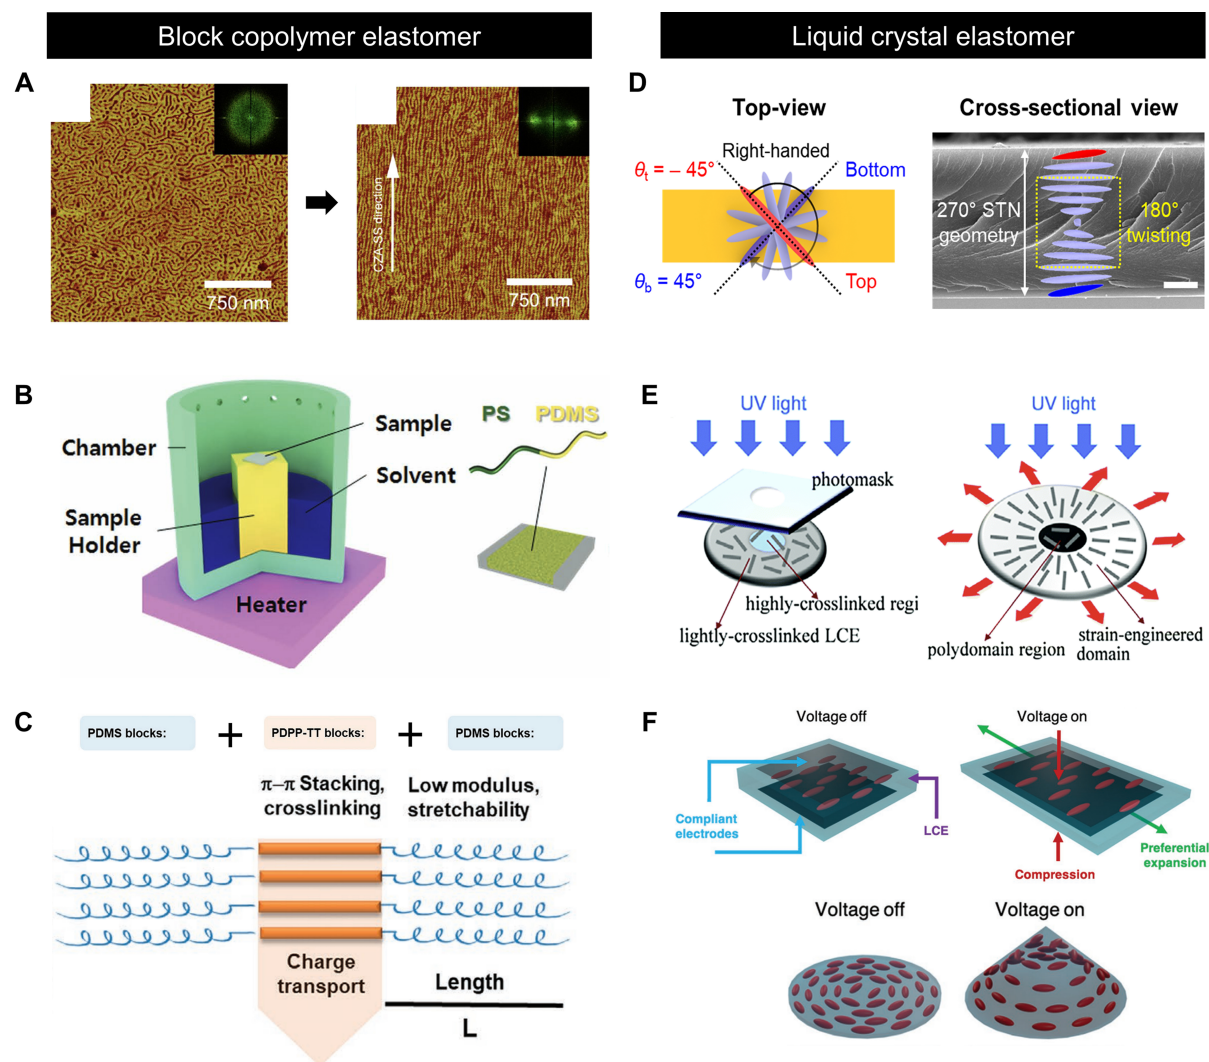 Block copolymer elastomer
Liquid crystal elastomer
A
750 nm
CZA-SS direction
750 nm
D
Top-view
Cross-sectional view
Right-handed
θt = − 45°
Bottom
θb = 45°
Top
270° STN
geometry
180°
twisting
B
Chamber
Sample
Solvent
Sample
Holder
Heater
PS
PDMS
E
UV light
photomask
highly-crosslinked regi
lightly-crosslinked LCE
UV light
polydomain region
strain-engineered
domain
C
PDMS blocks:
+
PDPP-TT blocks:
+
PDMS blocks:
π–π Stacking,
crosslinking
Low modulus,
stretchability
Charge
transport
Length
L
F
Voltage off
Voltage on
Compliant
electrodes
LCE
Preferential
expansion
Compression
Voltage off
Voltage on